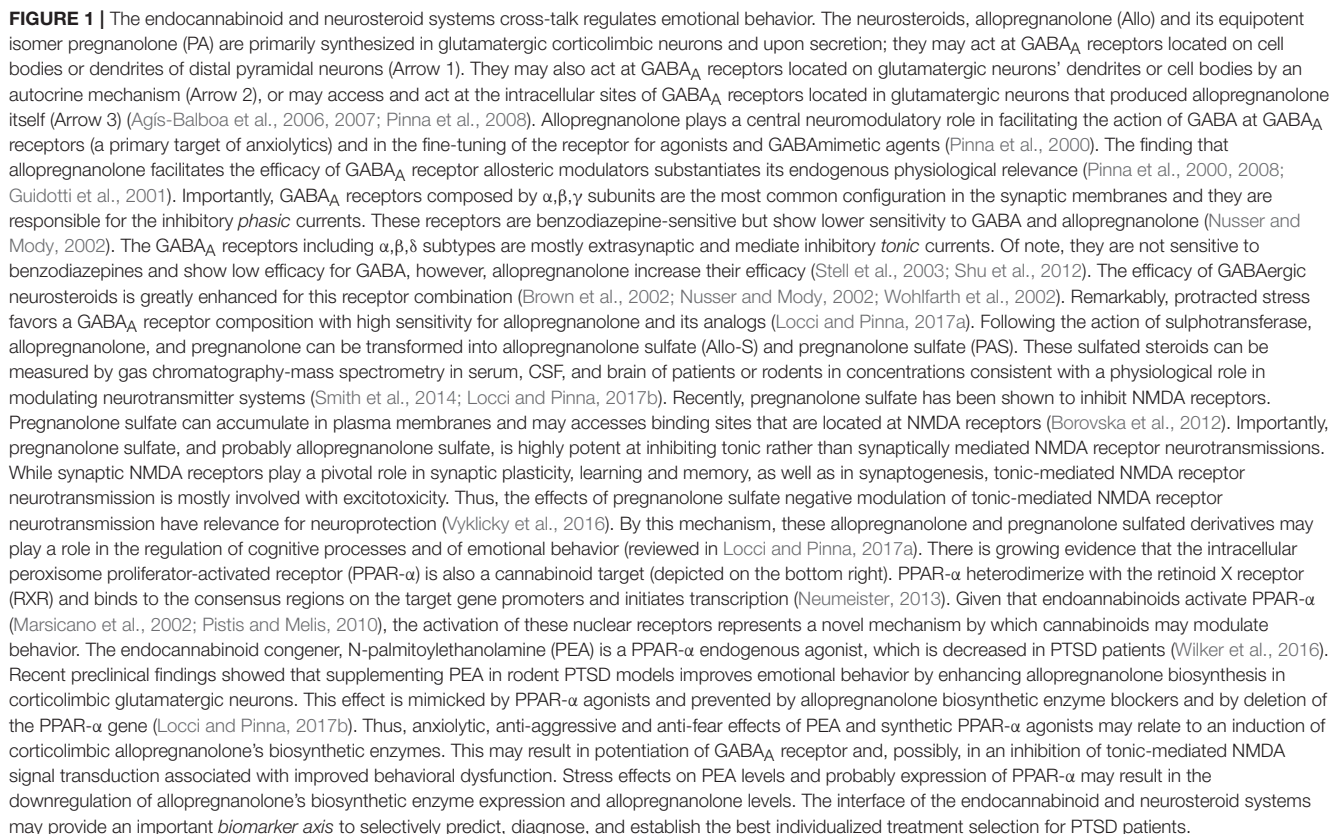 FIGURE 1 | The endocannabinoid and neurosteroid systems cross-talk regulates emotional behavior. The neurosteroids, allopregnanolone (Allo) and its equipotent
isomer pregnanolone (PA) are primarily synthesized in glutamatergic corticolimbic neurons and upon secretion; they may act at GABAA receptors located on cell
bodies or dendrites of distal pyramidal neurons (Arrow 1). They may also act at GABAA receptors located on glutamatergic neurons' dendrites or cell bodies by an
autocrine mechanism (Arrow 2), or may access and act at the intracellular sites of GABAA receptors located in glutamatergic neurons that produced allopregnanolone
itself (Arrow 3) (Agís-Balboa et al., 2006, 2007; Pinna et al., 2008). Allopregnanolone plays a central neuromodulatory role in facilitating the action of GABA at GABAA
receptors (a primary target of anxiolytics) and in the fine-tuning of the receptor for agonists and GABAmimetic agents (Pinna et al., 2000). The finding that
allopregnanolone facilitates the efficacy of GABAA receptor allosteric modulators substantiates its endogenous physiological relevance (Pinna et al., 2000, 2008;
Guidotti et al., 2001). Importantly, GABAA receptors composed by α,β,γ subunits are the most common configuration in the synaptic membranes and they are
responsible for the inhibitory phasic currents. These receptors are benzodiazepine-sensitive but show lower sensitivity to GABA and allopregnanolone (Nusser and
Mody, 2002). The GABAA receptors including α,β,δ subtypes are mostly extrasynaptic and mediate inhibitory tonic currents. Of note, they are not sensitive to
benzodiazepines and show low efficacy for GABA, however, allopregnanolone increase their efficacy (Stell et al., 2003; Shu et al., 2012). The efficacy of GABAergic
neurosteroids is greatly enhanced for this receptor combination (Brown et al., 2002; Nusser and Mody, 2002; Wohlfarth et al., 2002). Remarkably, protracted stress
favors a GABAA receptor composition with high sensitivity for allopregnanolone and its analogs (Locci and Pinna, 2017a). Following the action of sulphotransferase,
allopregnanolone, and pregnanolone can be transformed into allopregnanolone sulfate (Allo-S) and pregnanolone sulfate (PAS). These sulfated steroids can be
measured by gas chromatography-mass spectrometry in serum, CSF, and brain of patients or rodents in concentrations consistent with a physiological role in
modulating neurotransmitter systems (Smith et al., 2014; Locci and Pinna, 2017b). Recently, pregnanolone sulfate has been shown to inhibit NMDA receptors.
Pregnanolone sulfate can accumulate in plasma membranes and may accesses binding sites that are located at NMDA receptors (Borovska et al., 2012). Importantly,
pregnanolone sulfate, and probably allopregnanolone sulfate, is highly potent at inhibiting tonic rather than synaptically mediated NMDA receptor neurotransmissions.
While synaptic NMDA receptors play a pivotal role in synaptic plasticity, learning and memory, as well as in synaptogenesis, tonic-mediated NMDA receptor
neurotransmission is mostly involved with excitotoxicity. Thus, the effects of pregnanolone sulfate negative modulation of tonic-mediated NMDA receptor
neurotransmission have relevance for neuroprotection (Vyklicky et al., 2016). By this mechanism, these allopregnanolone and pregnanolone sulfated derivatives may
play a role in the regulation of cognitive processes and of emotional behavior (reviewed in Locci and Pinna, 2017a). There is growing evidence that the intracellular
peroxisome proliferator-activated receptor (PPAR-α) is also a cannabinoid target (depicted on the bottom right). PPAR-α heterodimerize with the retinoid X receptor
(RXR) and binds to the consensus regions on the target gene promoters and initiates transcription (Neumeister, 2013). Given that endoannabinoids activate PPAR-α
(Marsicano et al., 2002; Pistis and Melis, 2010), the activation of these nuclear receptors represents a novel mechanism by which cannabinoids may modulate
behavior. The endocannabinoid congener, N-palmitoylethanolamine (PEA) is a PPAR-α endogenous agonist, which is decreased in PTSD patients (Wilker et al., 2016).
Recent preclinical findings showed that supplementing PEA in rodent PTSD models improves emotional behavior by enhancing allopregnanolone biosynthesis in
corticolimbic glutamatergic neurons. This effect is mimicked by PPAR-α agonists and prevented by allopregnanolone biosynthetic enzyme blockers and by deletion of
the PPAR-α gene (Locci and Pinna, 2017b). Thus, anxiolytic, anti-aggressive and anti-fear effects of PEA and synthetic PPAR-α agonists may relate to an induction of
corticolimbic allopregnanolone's biosynthetic enzymes. This may result in potentiation of GABAA receptor and, possibly, in an inhibition of tonic-mediated NMDA
signal transduction associated with improved behavioral dysfunction. Stress effects on PEA levels and probably expression of PPAR-α may result in the
downregulation of allopregnanolone's biosynthetic enzyme expression and allopregnanolone levels. The interface of the endocannabinoid and neurosteroid systems
may provide an important biomarker axis to selectively predict, diagnose, and establish the best individualized treatment selection for PTSD patients.